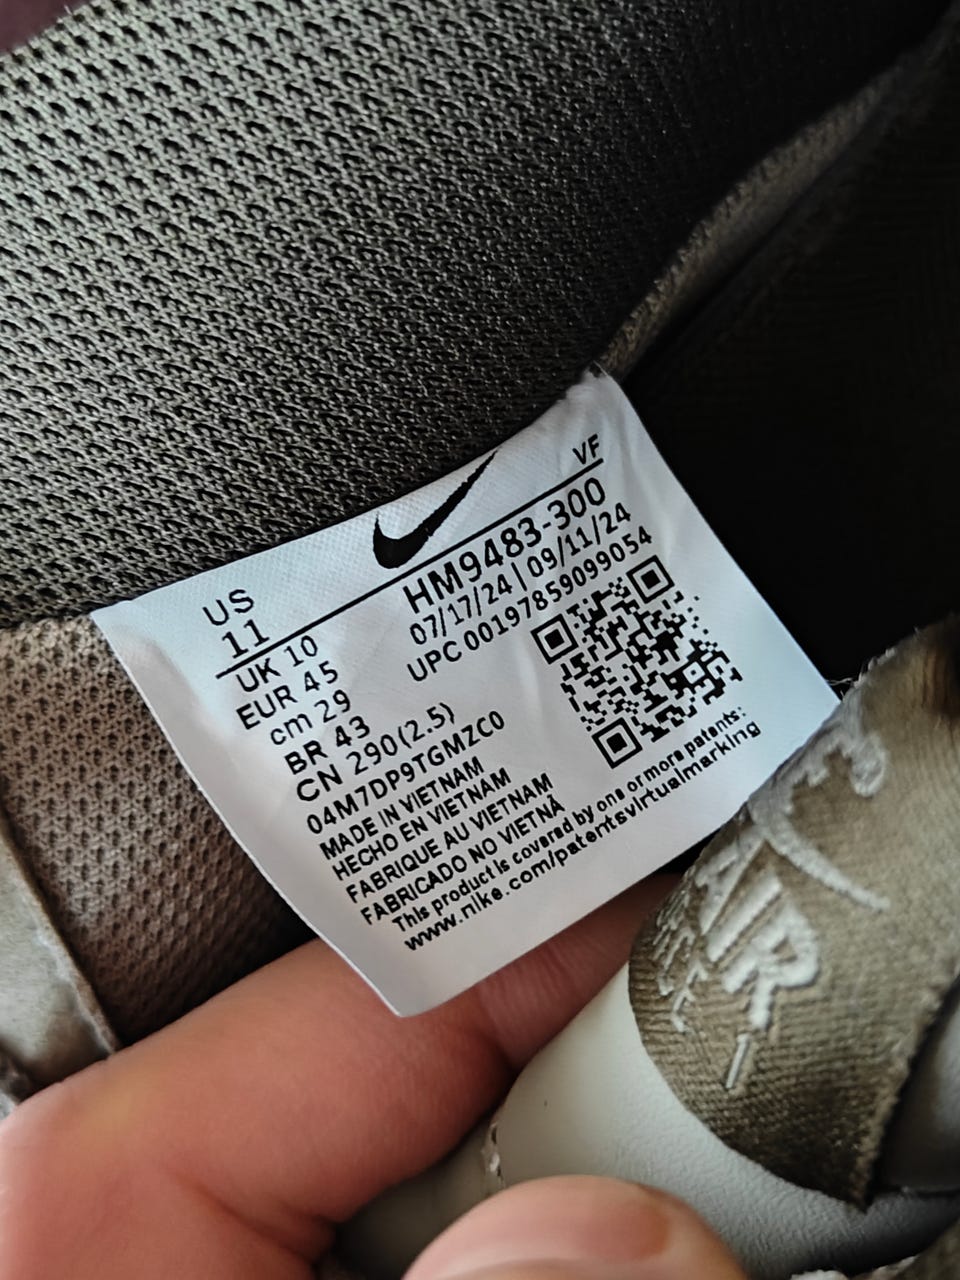 VF
US
11
HM9483-300
07/17/24 | 09/11/24
UPC 00197859099054
UK 10
EUR 45
cm 29
BR 43
CN 290(2.5)
04M7DP9TGMZC0
MADE IN VIETNAM
HECHO EN VIETNAM
FABRIQUE AU VIETNAM
FABRICADO NO VIETNÃ
This product is covered by one or more patents:
www.nike.com/patentsvirtualmarking
AIR